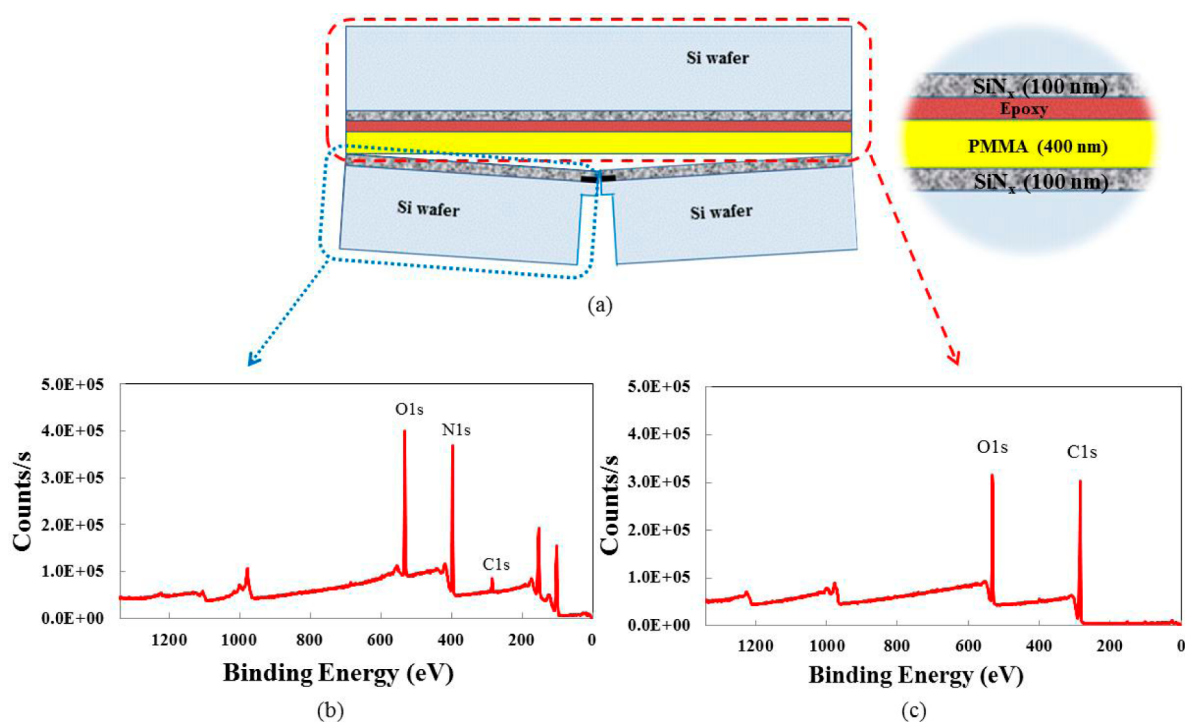 Si wafer
Si wafer
Si wafer
SiNx (100 nm)
Epoxy
PMMA (400 nm)
SiNx (100 nm)
(a)
5.0E+05
4.0E+05
3.0E+05
2.0E+05
1.0E+05
0.0E+00
Counts/s
O1s
N1s
C1s
1200 1000 800 600 400 200 0
Binding Energy (eV)
(b)
5.0E+05
4.0E+05
3.0E+05
2.0E+05
1.0E+05
0.0E+00
Counts/s
O1s
C1s
1200 1000 800 600 400 200 0
Binding Energy (eV)
(c)